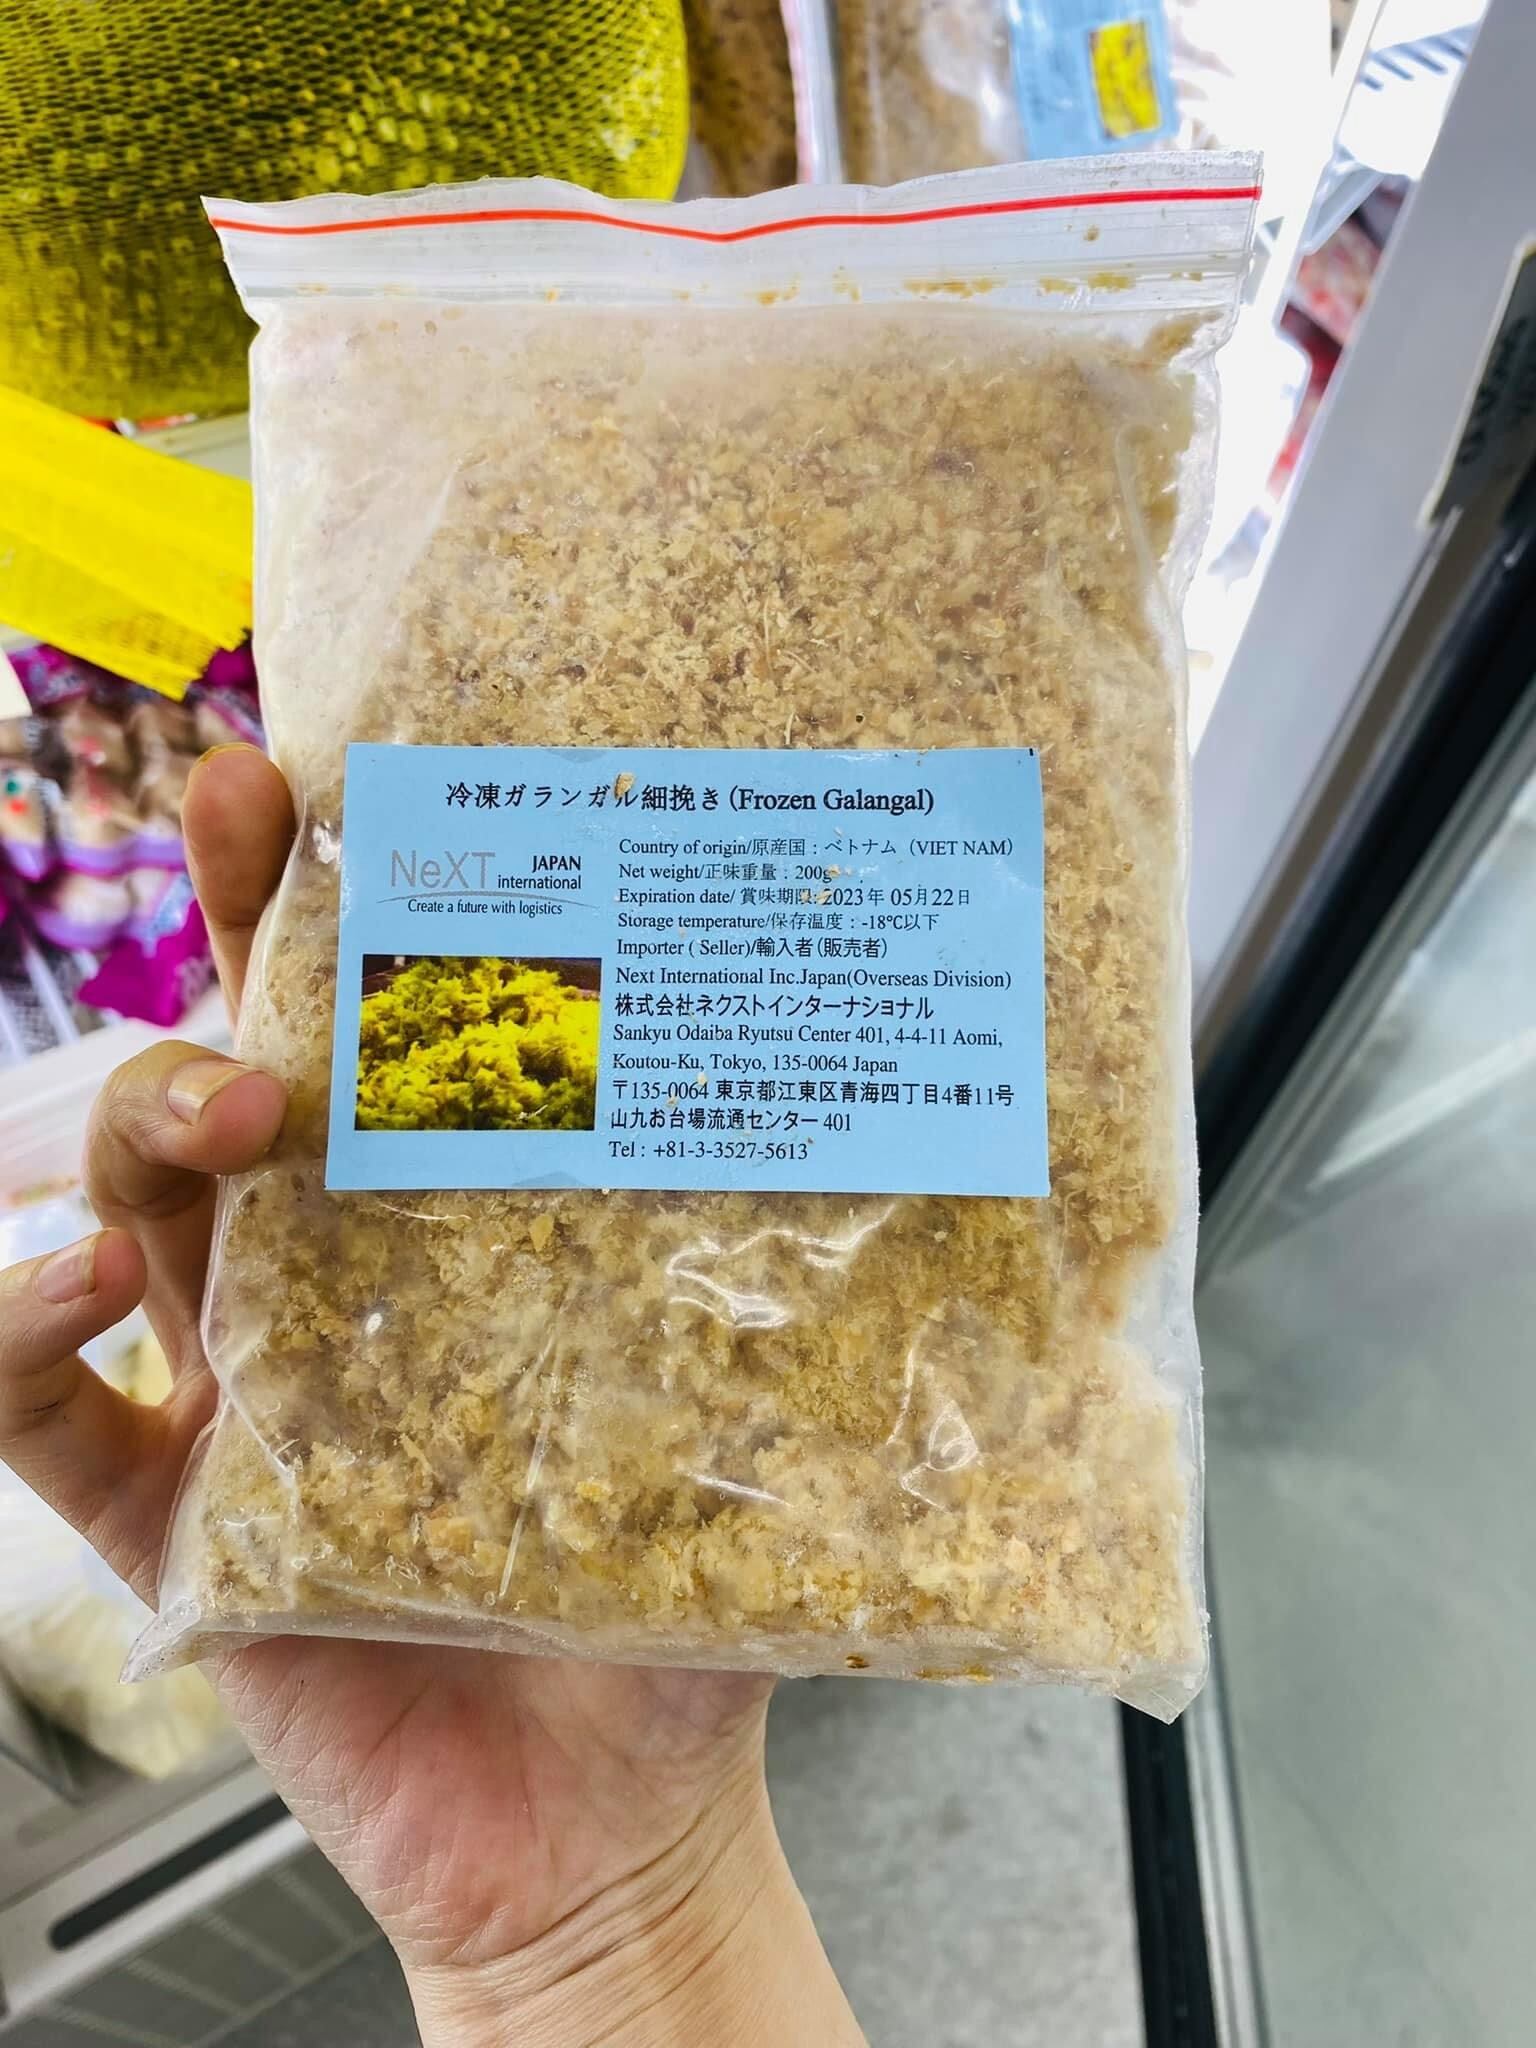 冷凍ガランガル細挽き(Frozen Galangal)
NeXT JAPAN international
Create a future with logistics
Country of origin/原産国：ベトナム（VIET NAM）
Net weight/正味重量：200g
Expiration date/ 賞味期限: 2023年 05月22日
Storage temperature/保存温度：-18℃以下
Importer ( Seller)/輸入者(販売者)
Next International Inc.Japan(Overseas Division)
株式会社ネクストインターナショナル
Sankyu Odaiba Ryutsu Center 401, 4-4-11 Aomi,
Koutou-Ku, Tokyo, 135-0064 Japan
〒135-0064 東京都江東区青海四丁目4番11号
山九お台場流通センター 401
Tel : +81-3-3527-5613